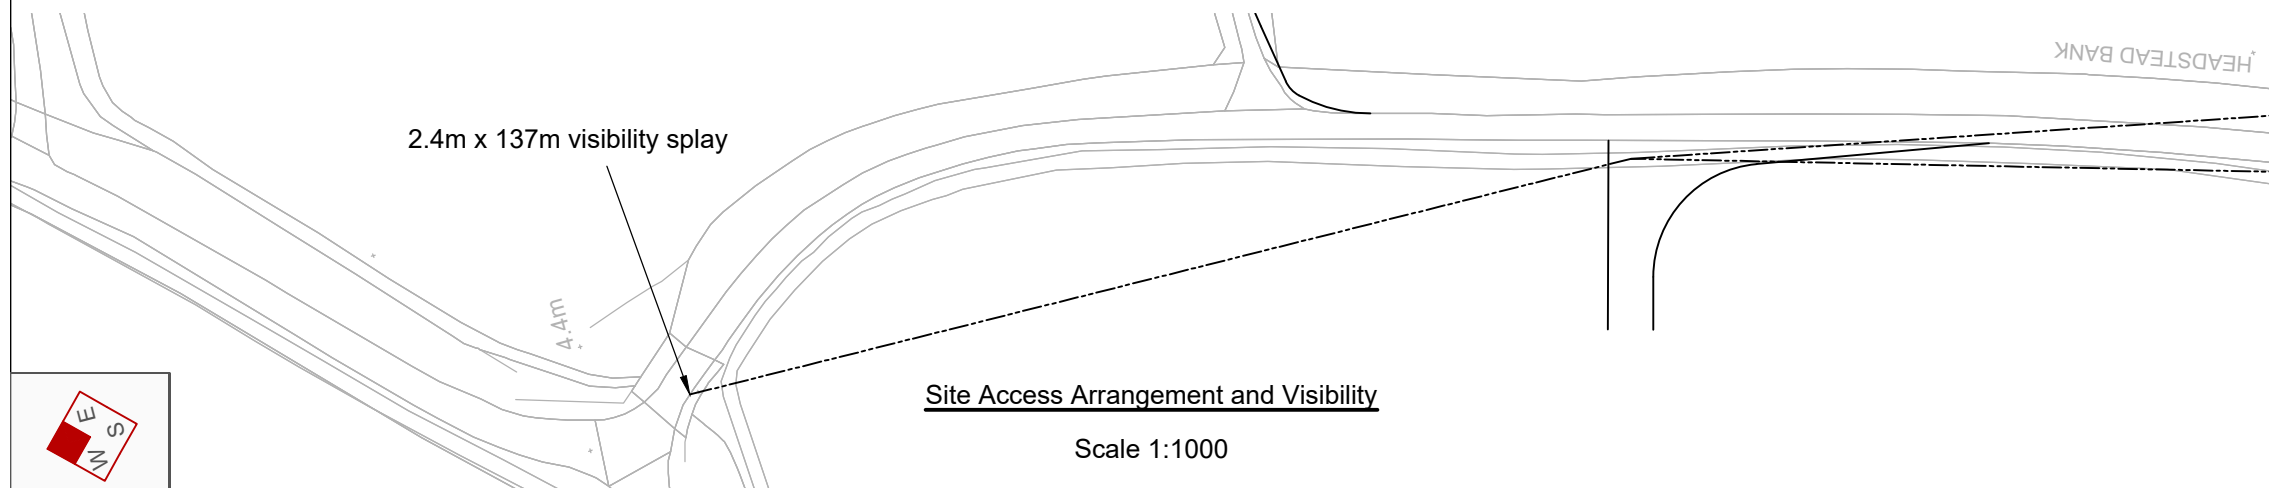 HEADSTEAD BANK
2.4m x 137m visibility splay
4.4m
Site Access Arrangement and Visibility
Scale 1:1000
E
S
W